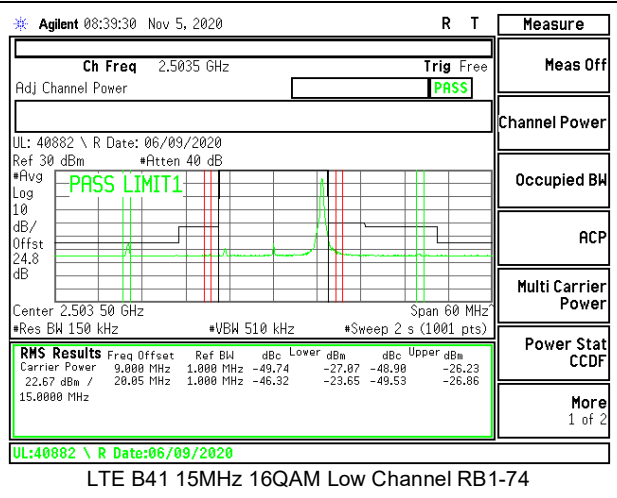 Agilent 08:39:30 Nov 5, 2020 R T Measure
Ch Freq 2.5035 GHz Trig Free
Meas Off
Adj Channel Power PASS
Channel Power
UL: 40882 \ R Date: 06/09/2020
Ref 30 dBm #Atten 40 dB
#Avg
Log
10
dB/
Offst
24.8
dB
PASS LIMIT1
Occupied BW
ACP
Multi Carrier
Power
Center 2.503 50 GHz Span 60 MHz^
#Res BW 150 kHz #VBW 510 kHz #Sweep 2 s (1001 pts)
Power Stat
CCDF
RMS Results Freq Offset Ref BW dBc Lower dBm dBc Upper dBm
Carrier Power 9.000 MHz 1.000 MHz -49.74 -27.07 -48.90 -26.23
22.67 dBm / 20.05 MHz 1.000 MHz -46.32 -23.65 -49.53 -26.86
15.0000 MHz
More
1 of 2
UL:40882 \ R Date:06/09/2020
LTE B41 15MHz 16QAM Low Channel RB1-74